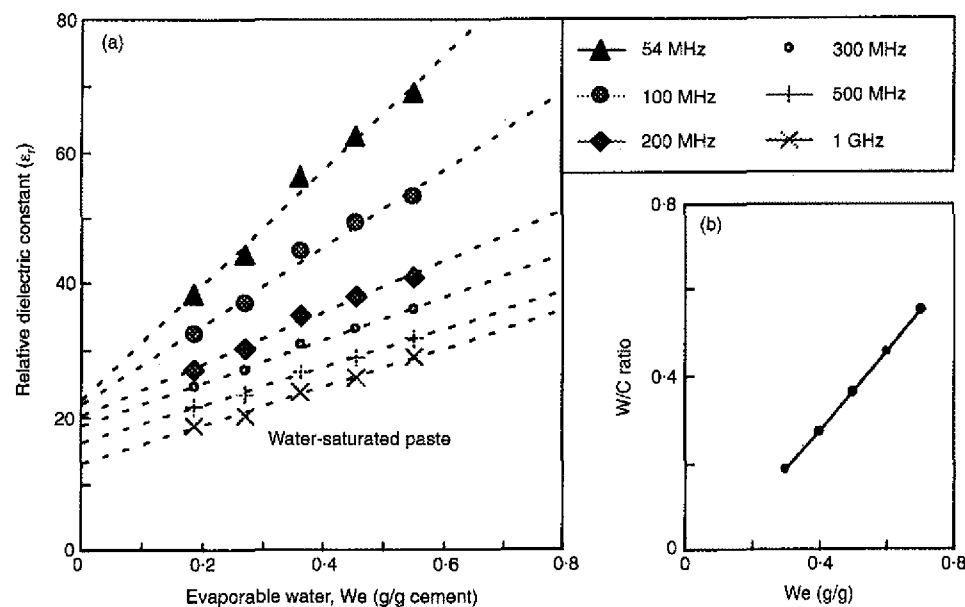 80
(a)
60
40
20
0
Relative dielectric constant (εr)
Water-saturated paste
0 0·2 0·4 0·6 0·8
Evaporable water, We (g/g cement)
54 MHz
100 MHz
200 MHz
300 MHz
500 MHz
1 GHz
0·8
(b)
0·4
0
W/C ratio
0 0·4 0·8
We (g/g)